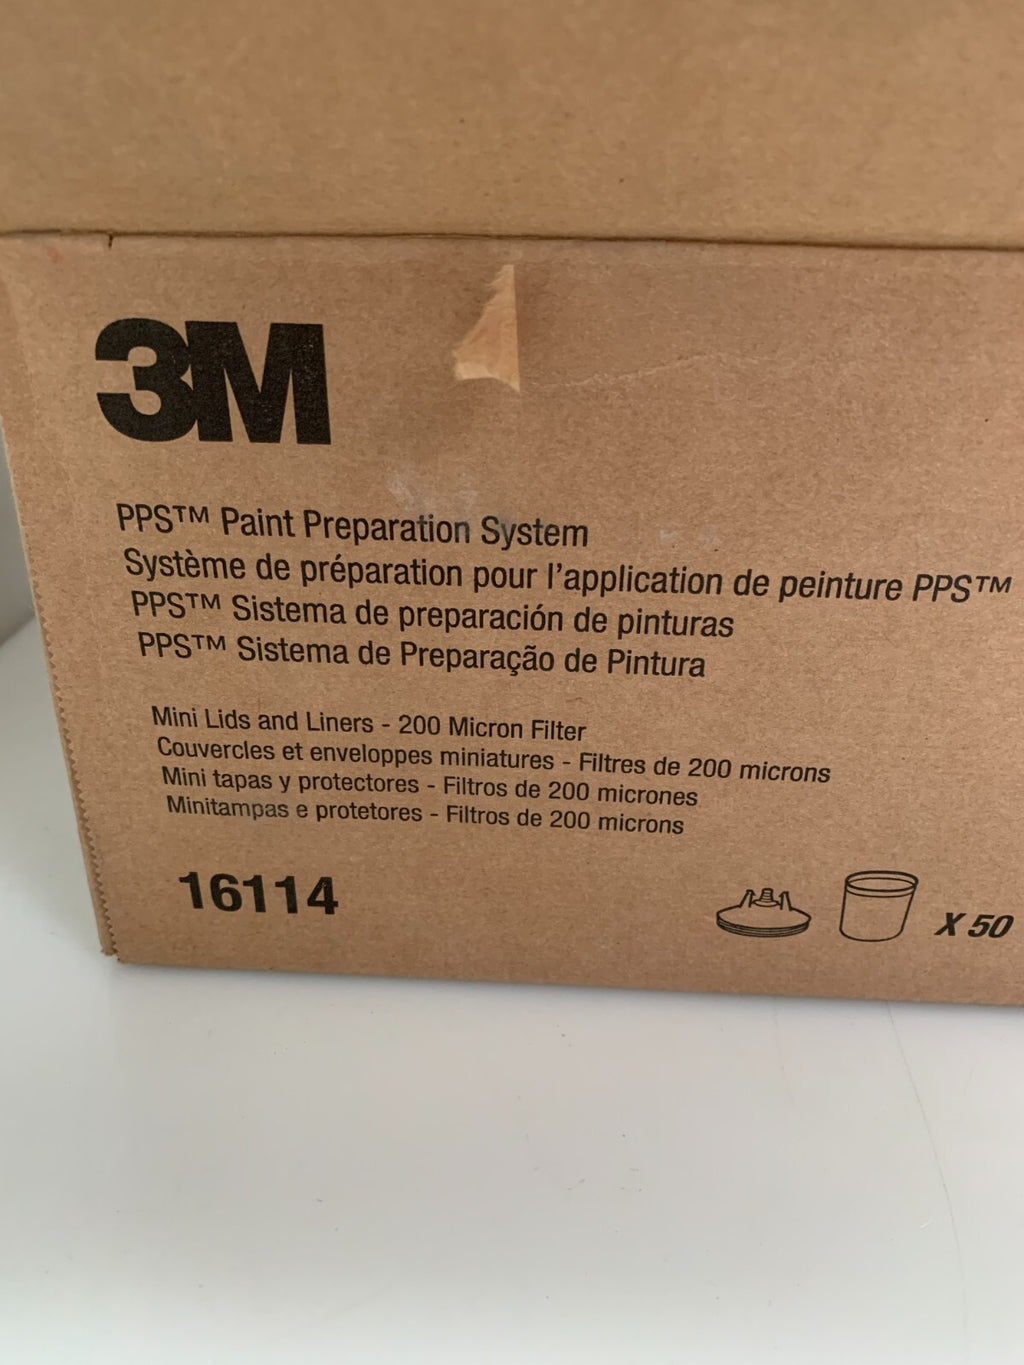 3M
PPS™ Paint Preparation System
Système de préparation pour l'application de peinture PPS™
PPS™ Sistema de preparación de pinturas
PPS™ Sistema de Preparação de Pintura
Mini Lids and Liners - 200 Micron Filter
Couvercles et enveloppes miniatures - Filtres de 200 microns
Mini tapas y protectores - Filtros de 200 micrones
Minitampas e protetores - Filtros de 200 microns
16114
X 50